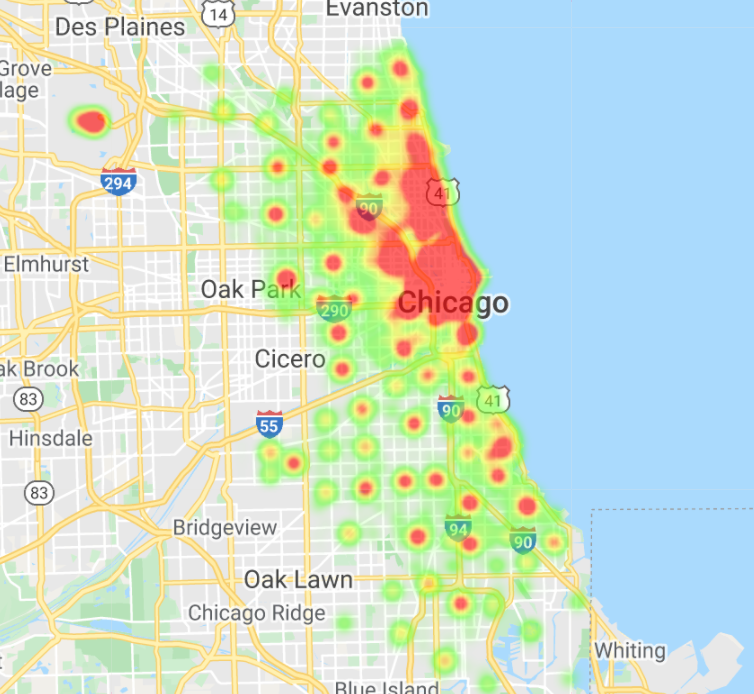 Evanston
14
Des Plaines
Grove
lage
294
41
90
Elmhurst
Oak Park
290
Chicago
Cicero
ak Brook
83
90
41
55
Hinsdale
83
Bridgeview
94
90
Oak Lawn
Chicago Ridge
Whiting
Blue Island